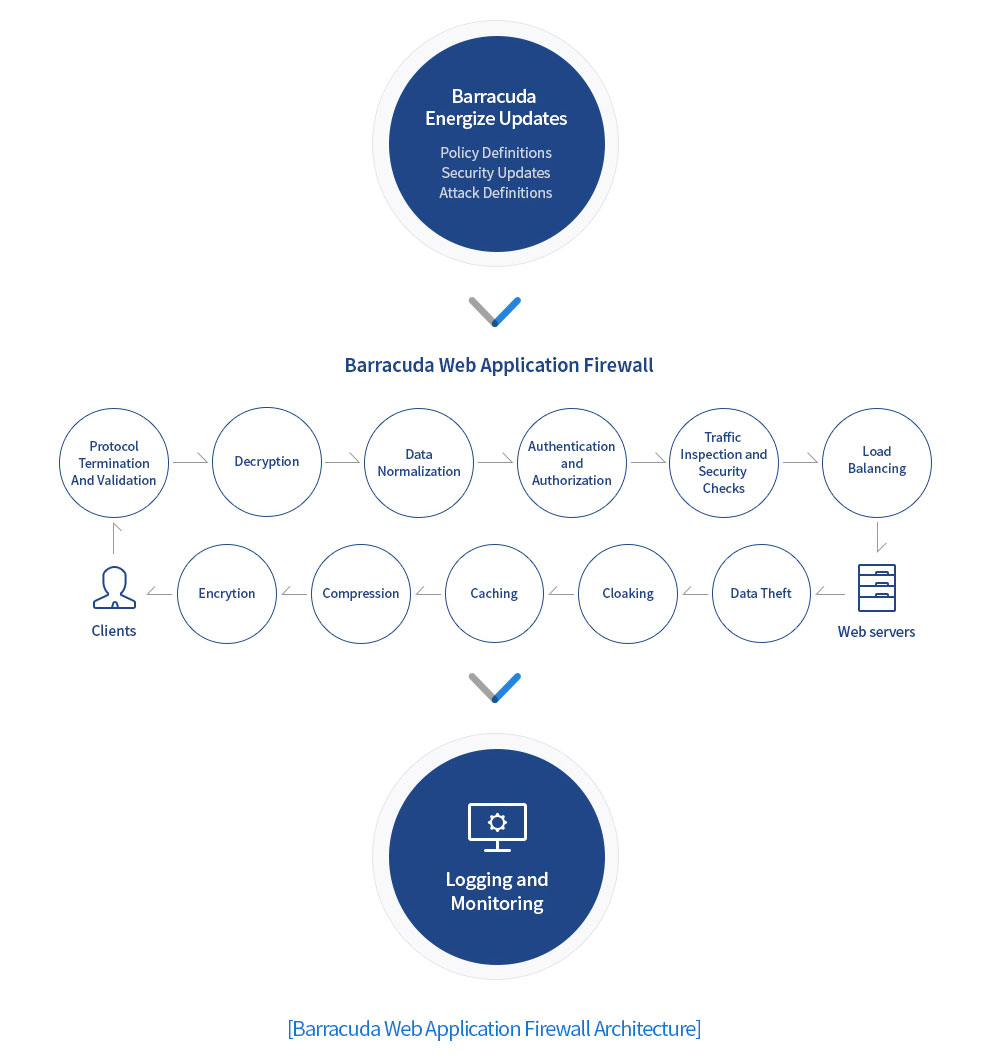 Barracuda
Energize Updates
Policy Definitions
Security Updates
Attack Definitions
Barracuda Web Application Firewall
Protocol
Termination
And Validation
Decryption
Data
Normalization
Authentication
and
Authorization
Traffic
Inspection and
Security
Checks
Load
Balancing
Clients
Encrytion
Compression
Caching
Cloaking
Data Theft
Web servers
Logging and
Monitoring
[Barracuda Web Application Firewall Architecture]